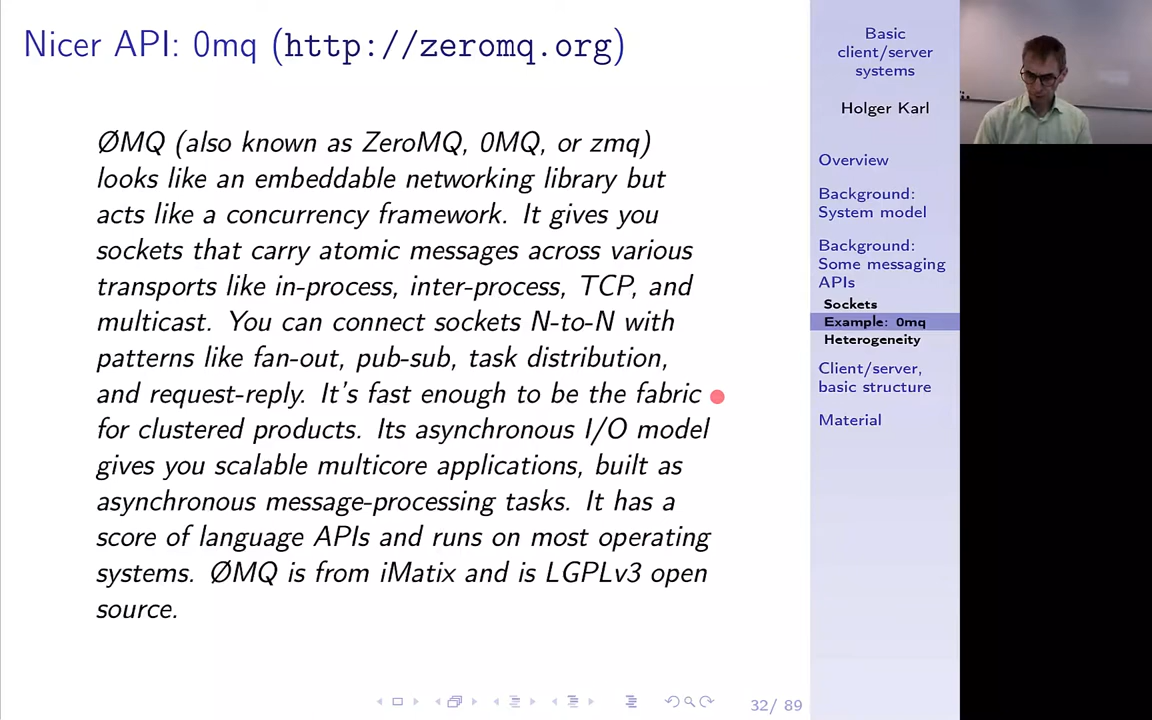 Nicer API: 0mq (http://zeromq.org)
ØMQ (also known as ZeroMQ, 0MQ, or zmq)
looks like an embeddable networking library but
acts like a concurrency framework. It gives you
sockets that carry atomic messages across various
transports like in-process, inter-process, TCP, and
multicast. You can connect sockets N-to-N with
patterns like fan-out, pub-sub, task distribution,
and request-reply. It's fast enough to be the fabric
for clustered products. Its asynchronous I/O model
gives you scalable multicore applications, built as
asynchronous message-processing tasks. It has a
score of language APIs and runs on most operating
systems. ØMQ is from iMatix and is LGPLv3 open
source.
32/ 89
Basic
client/server
systems
Holger Karl
Overview
Background:
System model
Background:
Some messaging
APIs
Sockets
Example: 0mq
Heterogeneity
Client/server,
basic structure
Material